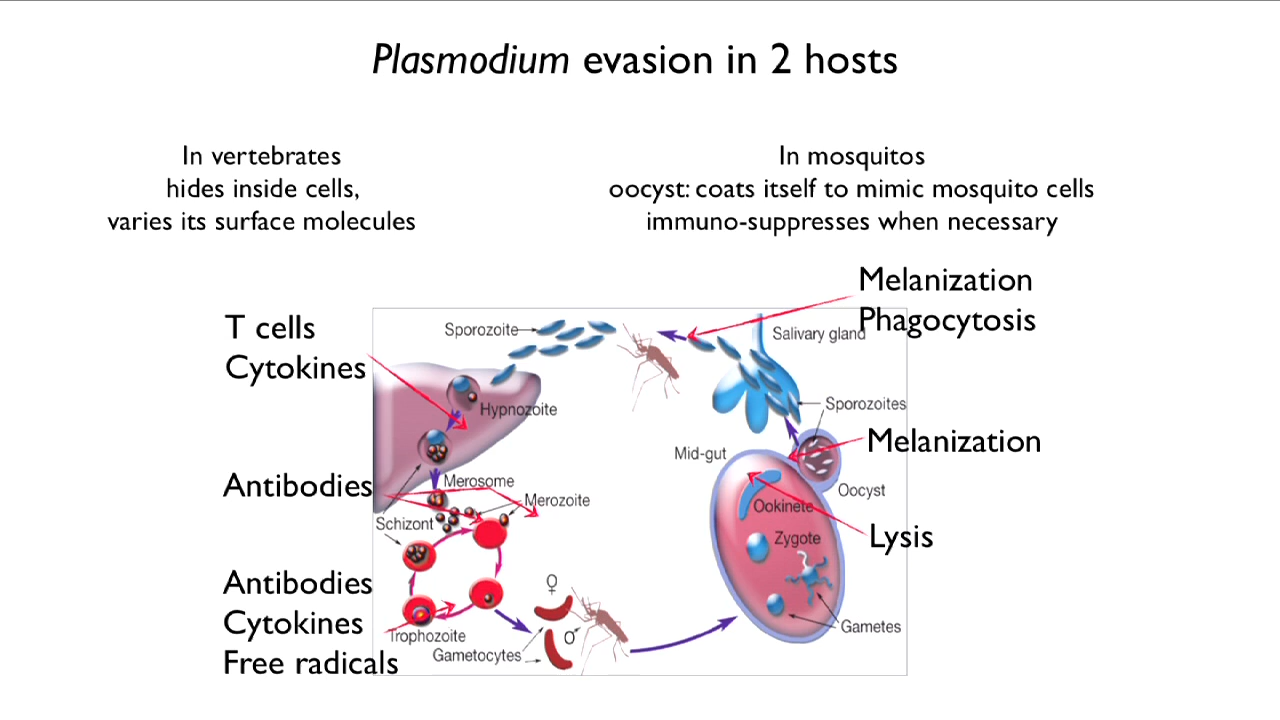 Plasmodium evasion in 2 hosts
In vertebrates
hides inside cells,
varies its surface molecules
In mosquitos
oocyst: coats itself to mimic mosquito cells
immuno-suppresses when necessary
Melanization
Phagocytosis
T cells
Cytokines
Sporozoite
Salivary gland
Hypnozoite
Sporozoites
Melanization
Mid-gut
Antibodies
Merosome
Merozoite
Oocyst
Schizont
Ookinete
Zygote
Lysis
Antibodies
Cytokines
Free radicals
♀
♂
Trophozoite
Gametocytes
Gametes